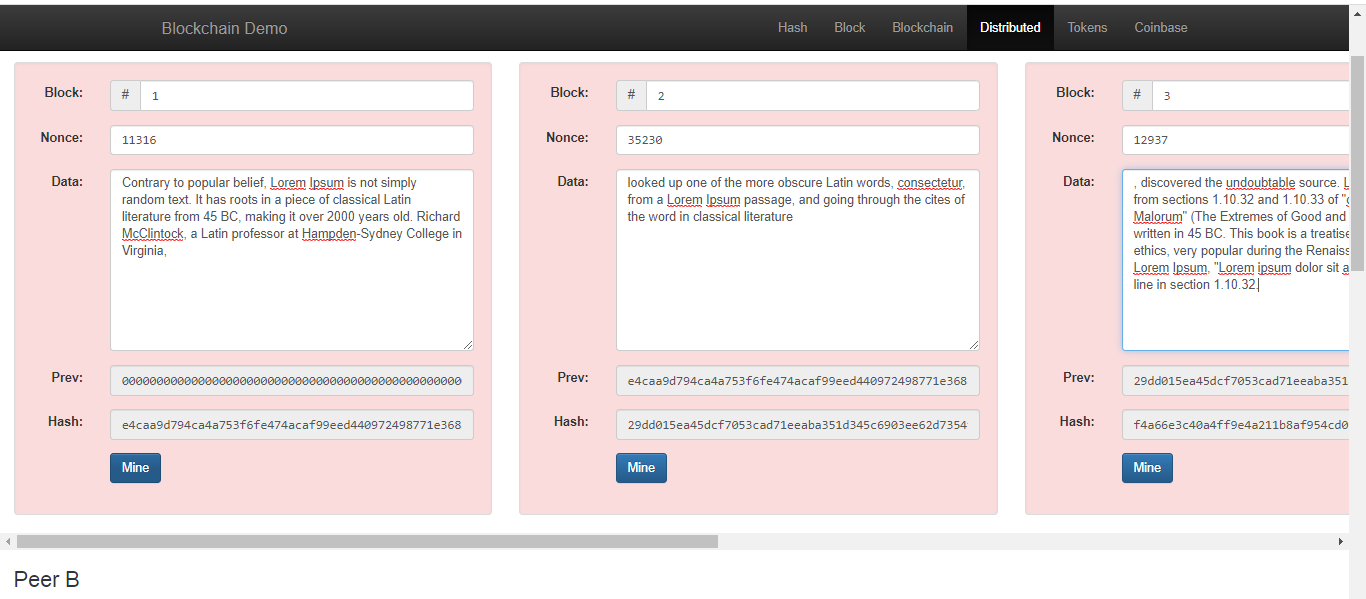 Blockchain Demo Hash Block Blockchain Distributed Tokens Coinbase
Block: # 1
Nonce: 11316
Data: Contrary to popular belief, Lorem Ipsum is not simply
random text. It has roots in a piece of classical Latin
literature from 45 BC, making it over 2000 years old. Richard
McClintock, a Latin professor at Hampden-Sydney College in
Virginia,
Prev: 0000000000000000000000000000000000000000000000000
Hash: e4caa9d794ca4a753f6fe474acaf99eed440972498771e368
Mine
Block: # 2
Nonce: 35230
Data: looked up one of the more obscure Latin words, consectetur,
from a Lorem Ipsum passage, and going through the cites of
the word in classical literature
Prev: e4caa9d794ca4a753f6fe474acaf99eed440972498771e368
Hash: 29dd015ea45dcf7053cad71eeaba351d345c6903ee62d7354
Mine
Block: # 3
Nonce: 12937
Data: , discovered the undoubtable source.
from sections 1.10.32 and 1.10.33 of
Malorum" (The Extremes of Good and
written in 45 BC. This book is a treatise
ethics, very popular during the
Lorem Ipsum, "Lorem ipsum dolor sit
line in section 1.10.32.
Prev: 29dd015ea45dcf7053cad71eeaba351
Hash: f4a66e3c40a4ff9e4a211b8af954cd0
Mine
Peer B